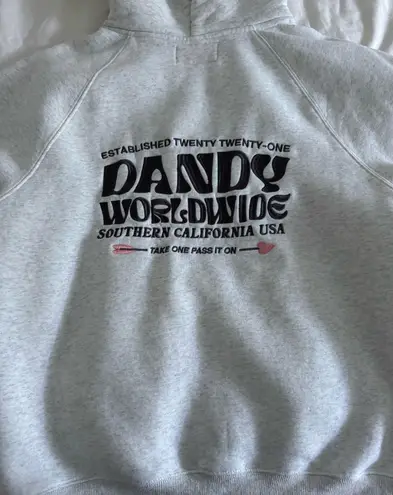 ESTABLISHED TWENTY TWENTY-ONE
DANDY
WORLDWIDE
SOUTHERN CALIFORNIA USA
TAKE ONE PASS IT ON